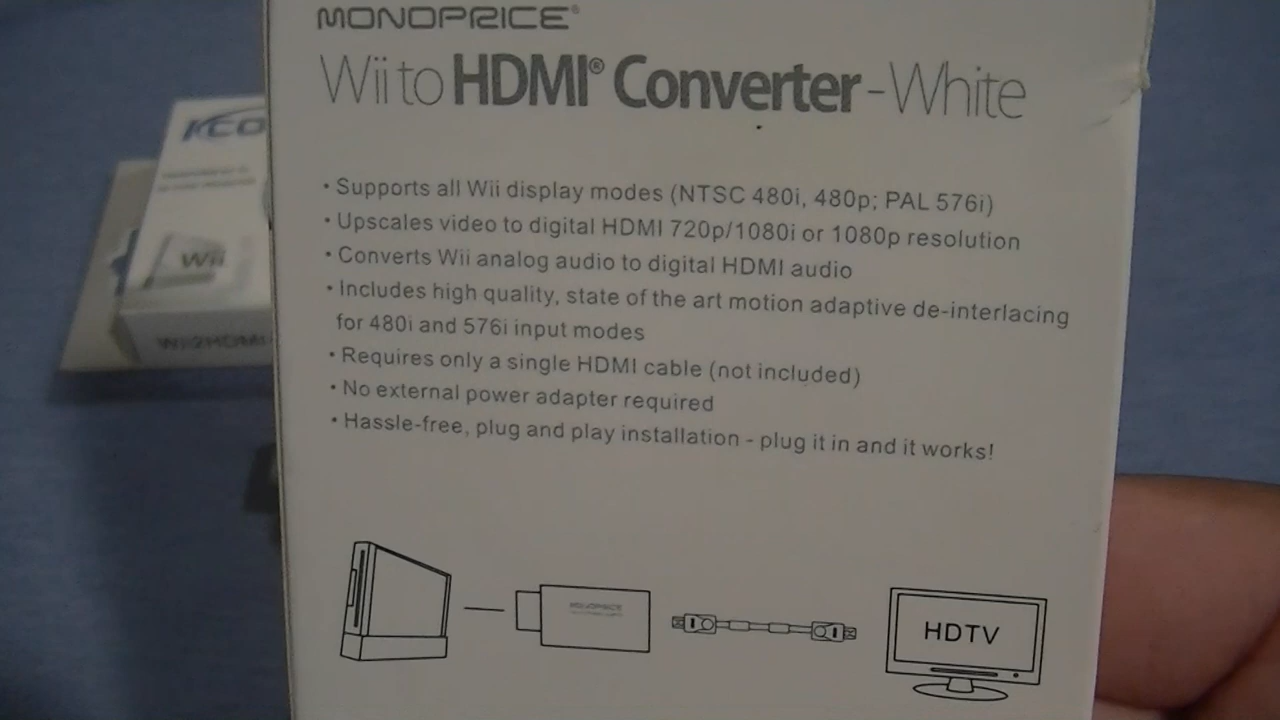 MONOPRICE®
Wii to HDMI® Converter - White
• Supports all Wii display modes (NTSC 480i, 480p; PAL 576i)
• Upscales video to digital HDMI 720p/1080i or 1080p resolution
• Converts Wii analog audio to digital HDMI audio
• Includes high quality, state of the art motion adaptive de-interlacing
for 480i and 576i input modes
• Requires only a single HDMI cable (not included)
• No external power adapter required
• Hassle-free, plug and play installation - plug it in and it works!
MONOPRICE
HDTV
KCO
Wii
Wii2HDMI